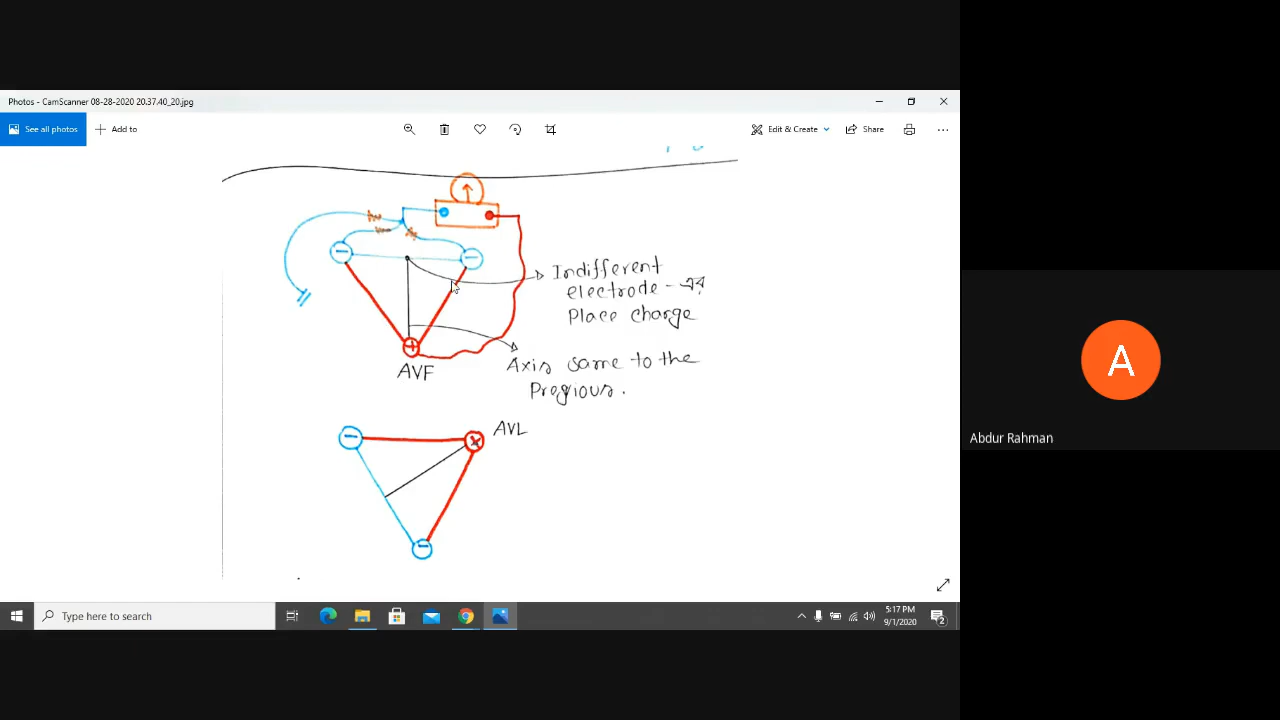 Photos - CamScanner 08-28-2020 20.37.40_20.jpg
See all photos
Add to
Edit & Create
Share
Indifferent
electrode - এর
Place charge
Axis same to the
Pregious.
AVF
AVL
Abdur Rahman
A
Type here to search
5:17 PM
9/1/2020
2